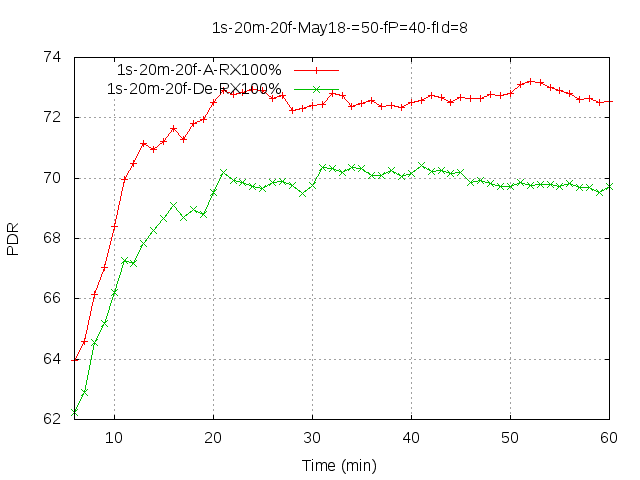 1s-20m-20f-May18-=50-fP=40-fId=8
74
1s-20m-20f-A-RX100%
1s-20m-20f-De-RX100%
72
70
68
66
64
62
PDR
10 20 30 40 50 60
Time (min)